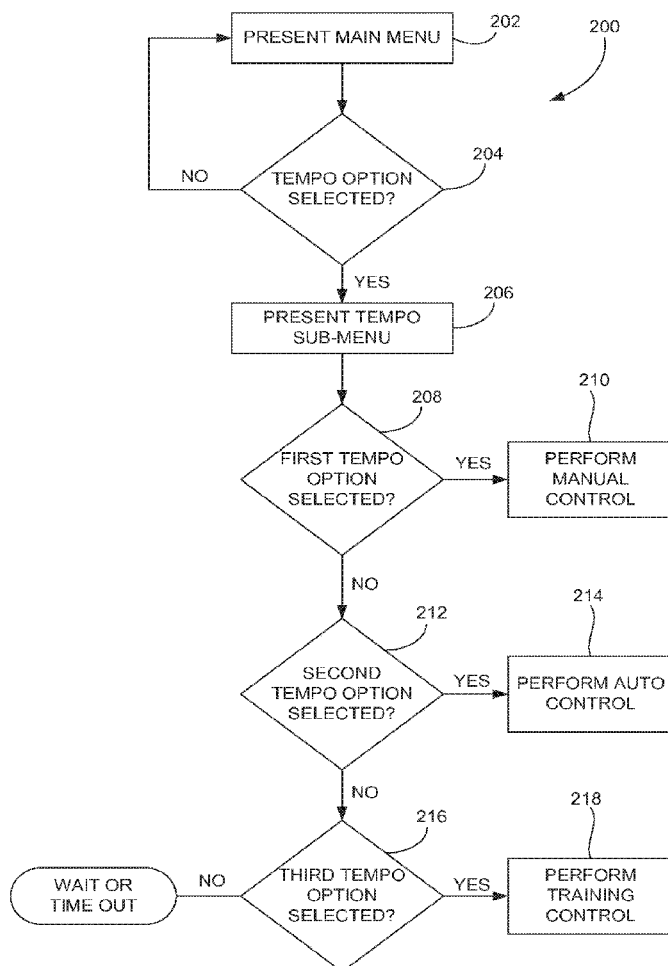 PRESENT MAIN MENU
202
200
NO
TEMPO OPTION
SELECTED?
204
YES
PRESENT TEMPO
SUB-MENU
206
208
210
FIRST TEMPO
OPTION
SELECTED?
YES
PERFORM
MANUAL
CONTROL
NO
212
214
SECOND
TEMPO OPTION
SELECTED?
YES
PERFORM AUTO
CONTROL
NO
216
218
WAIT OR
TIME OUT
NO
THIRD TEMPO
OPTION
SELECTED?
YES
PERFORM
TRAINING
CONTROL